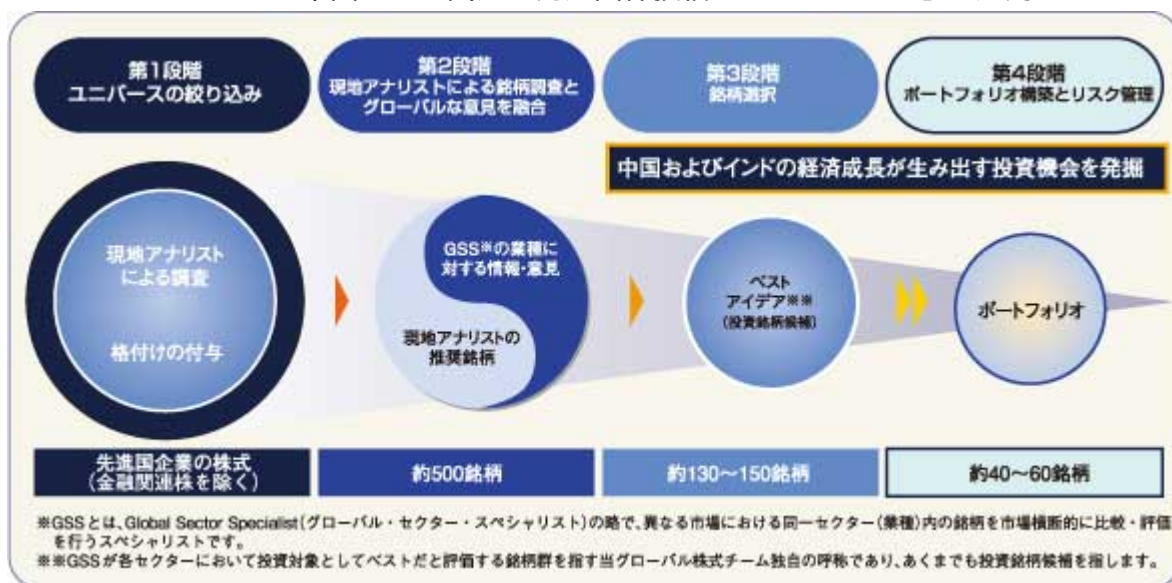 第1段階
ユニバースの絞り込み
第2段階
現地アナリストによる銘柄調査と
グローバルな意見を融合
第3段階
銘柄選択
第4段階
ポートフォリオ構築とリスク管理
中国およびインドの経済成長が生み出す投資機会を発掘
現地アナリスト
による調査
格付けの付与
GSS※の業種に
対する情報・意見
現地アナリストの
推奨銘柄
ベスト
アイデア※※
(投資銘柄候補)
ポートフォリオ
先進国企業の株式
(金融関連株を除く)
約500銘柄
約130～150銘柄
約40～60銘柄
※GSSとは、Global Sector Specialist(グローバル・セクター・スペシャリスト)の略で、異なる市場における同一セクター(業種)内の銘柄を市場横断的に比較・評価
を行うスペシャリストです。
※※GSSが各セクターにおいて投資対象としてベストだと評価する銘柄群を指す当グローバル株式チーム独自の呼称であり、あくまでも投資銘柄候補を指します。